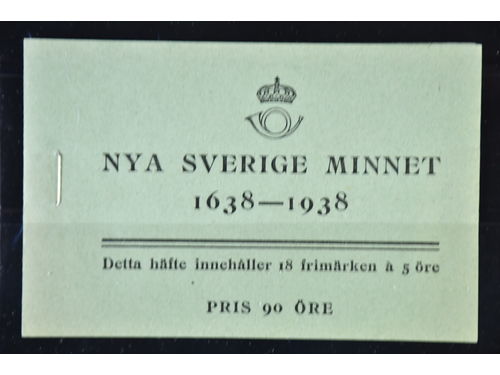 NYA SVERIGE MINNET
1638—1938
Detta häfte innehåller 18 frimärken à 5 öre
PRIS 90 ÖRE